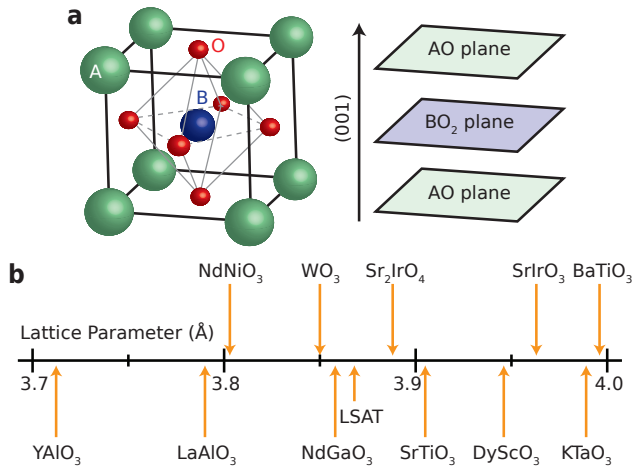 a
O
A
B
(001)
AO plane
BO₂ plane
AO plane
b
NdNiO₃ WO₃ Sr₂IrO₄ SrIrO₃ BaTiO₃
Lattice Parameter (Å)
3.7 3.8 3.9 4.0
LSAT
YAlO₃ LaAlO₃ NdGaO₃ SrTiO₃ DyScO₃ KTaO₃